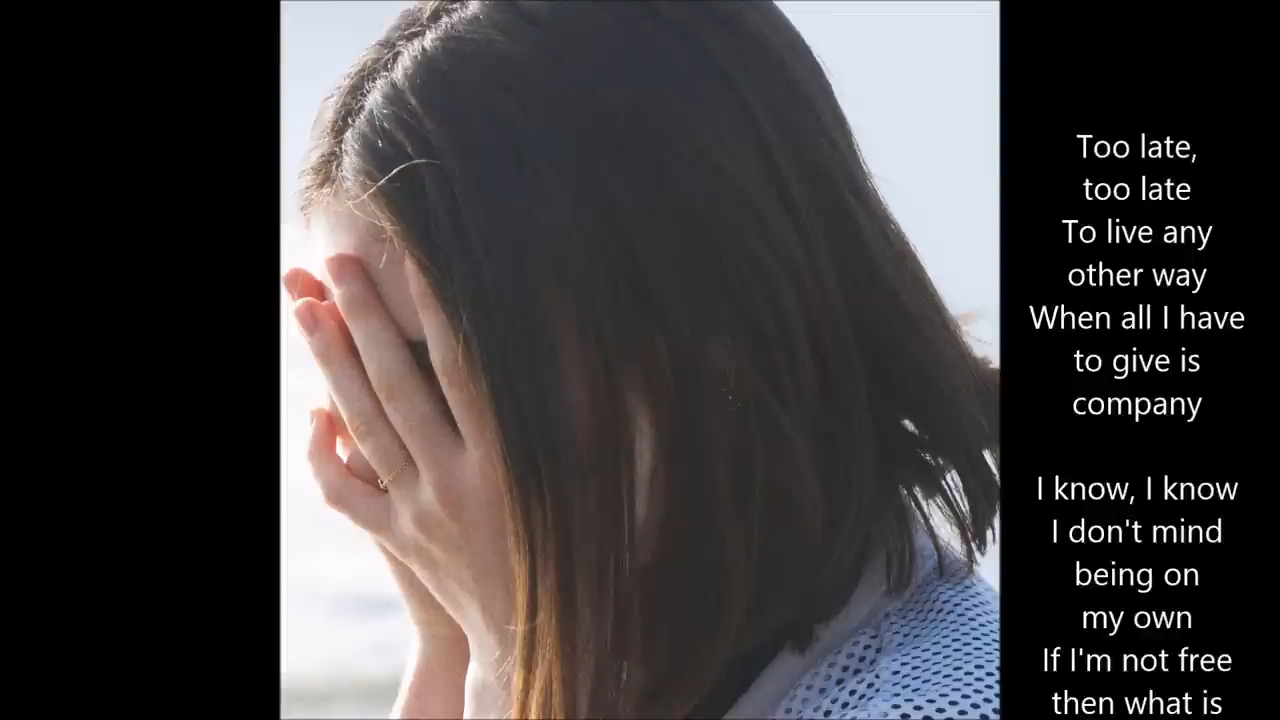 Too late,
too late
To live any
other way
When all I have
to give is
company
I know, I know
I don't mind
being on
my own
If I'm not free
then what is